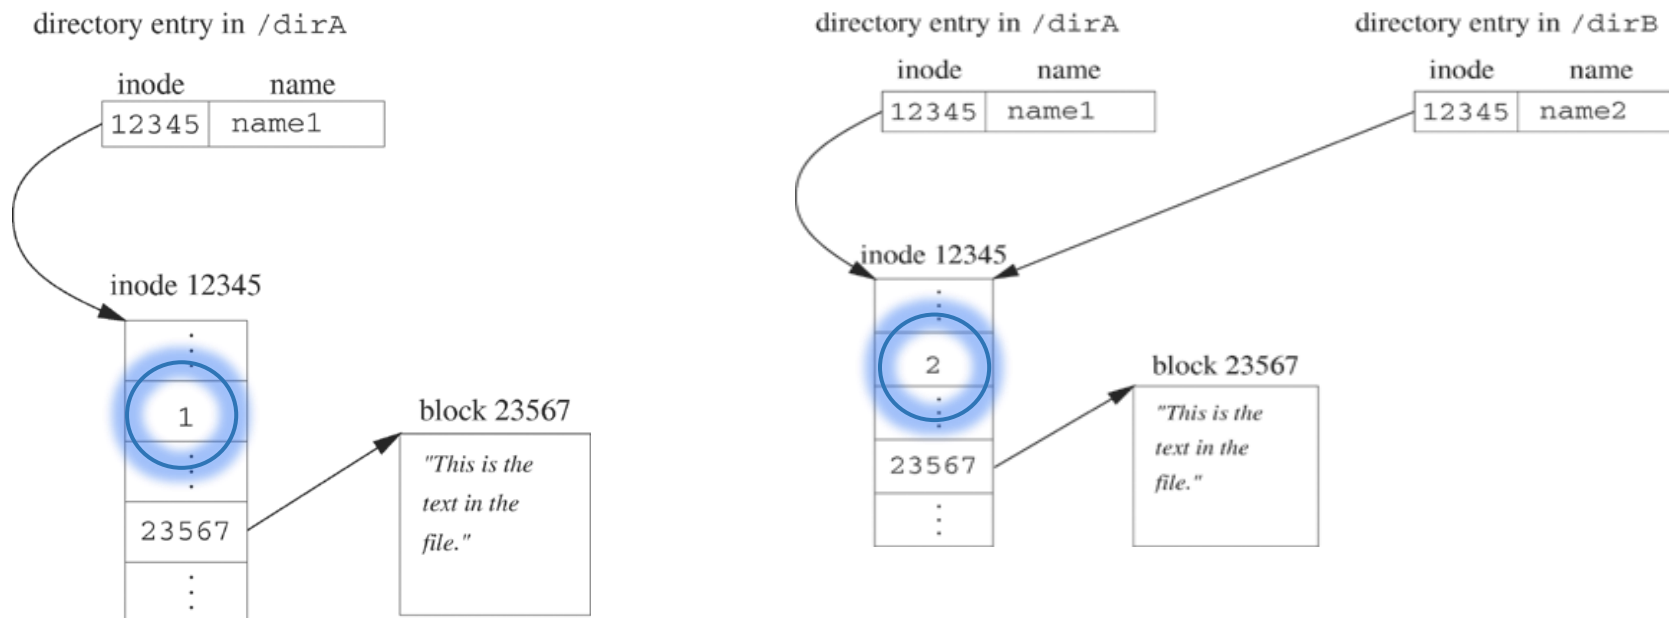 directory entry in /dirA
inode name
12345 name1
inode 12345
1
23567
block 23567
"This is the
text in the
file."
directory entry in /dirA
inode name
12345 name1
directory entry in /dirB
inode name
12345 name2
inode 12345
2
23567
block 23567
"This is the
text in the
file."